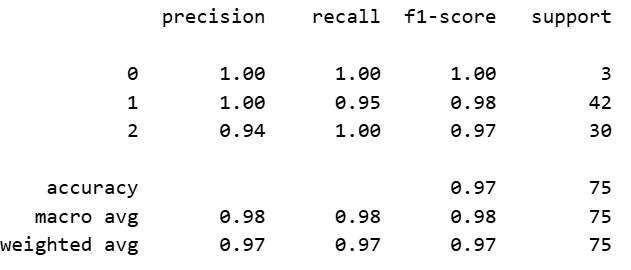 precision recall f1-score support
0 1.00 1.00 1.00 3
1 1.00 0.95 0.98 42
2 0.94 1.00 0.97 30
accuracy 0.97 75
macro avg 0.98 0.98 0.98 75
weighted avg 0.97 0.97 0.97 75